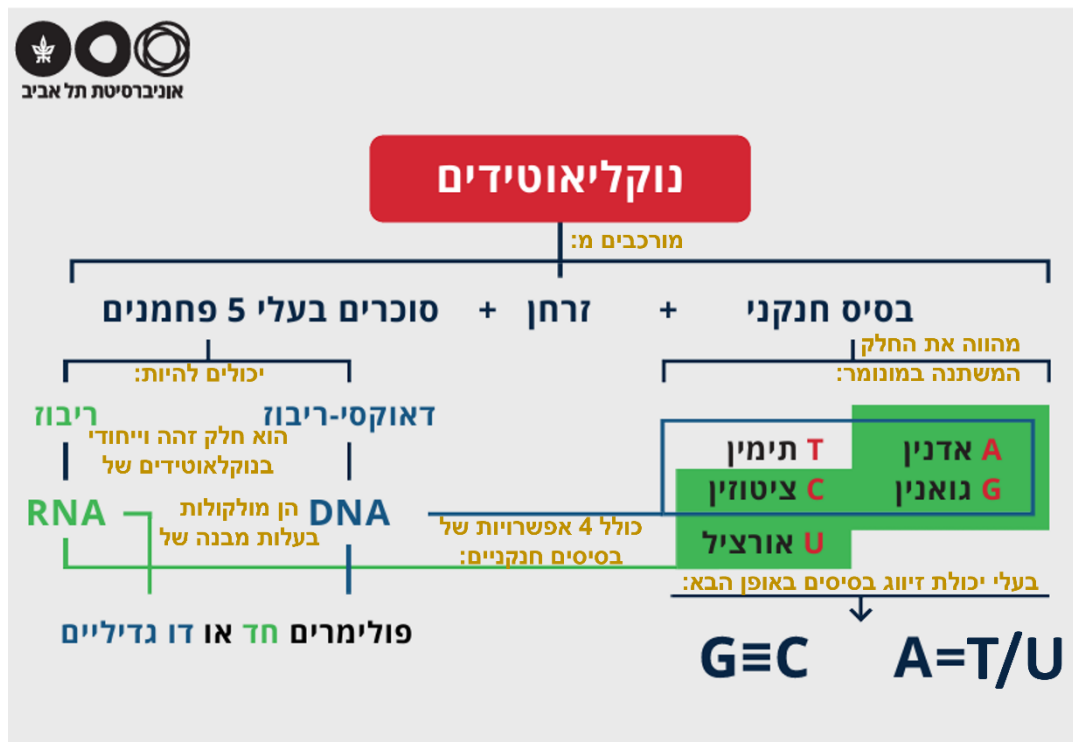 אוניברסיטת תל אביב
נוקליאוטידים
מורכבים מ:
בסיס חנקני + זרחן + סוכרים בעלי 5 פחמנים
מהווה את החלק
המשתנה במונומר:
יכולים להיות:
דאוקסי-ריבוז ריבוז
הוא חלק זהה וייחודי
בנוקלאוטידים של
A אדנין T תימין
G גואנין C ציטוזין
U אורציל
DNA הן מולקולות RNA
בעלות מבנה של
כולל 4 אפשרויות של
בסיסים חנקניים:
בעלי יכולת זיווג בסיסים באופן הבא:
פולימרים חד או דו גדיליים
G≡C A=T/U